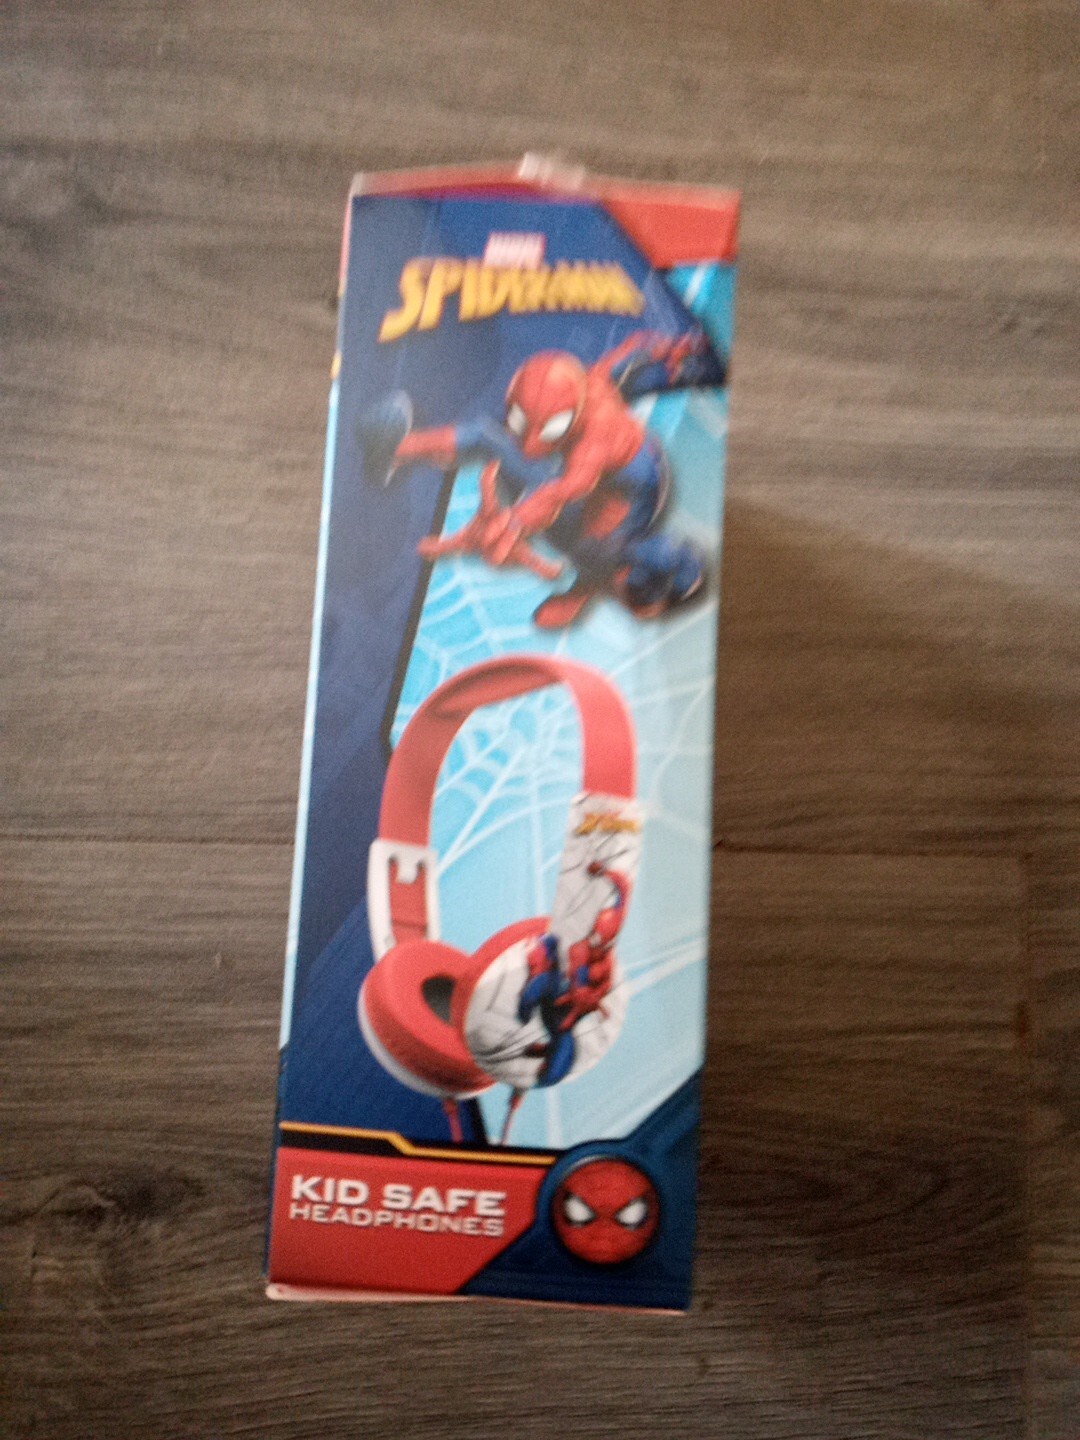 MARVEL
SPIDER-MAN
KID SAFE
HEADPHONES